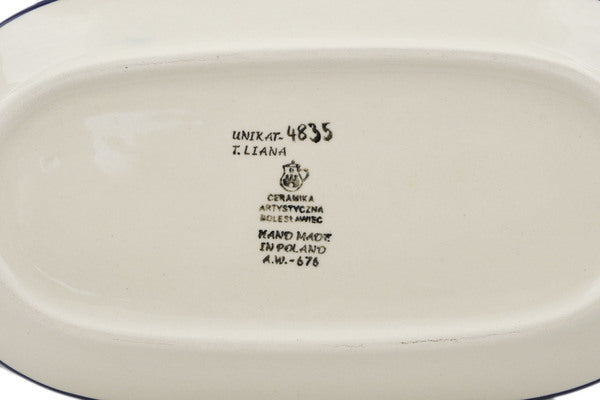 UNIKAT-4835
T. LIANA
CERAMIKA
ARTYSTYCZNA
BOLESŁAWIEC
HAND MADE
IN POLAND
A.W.-676